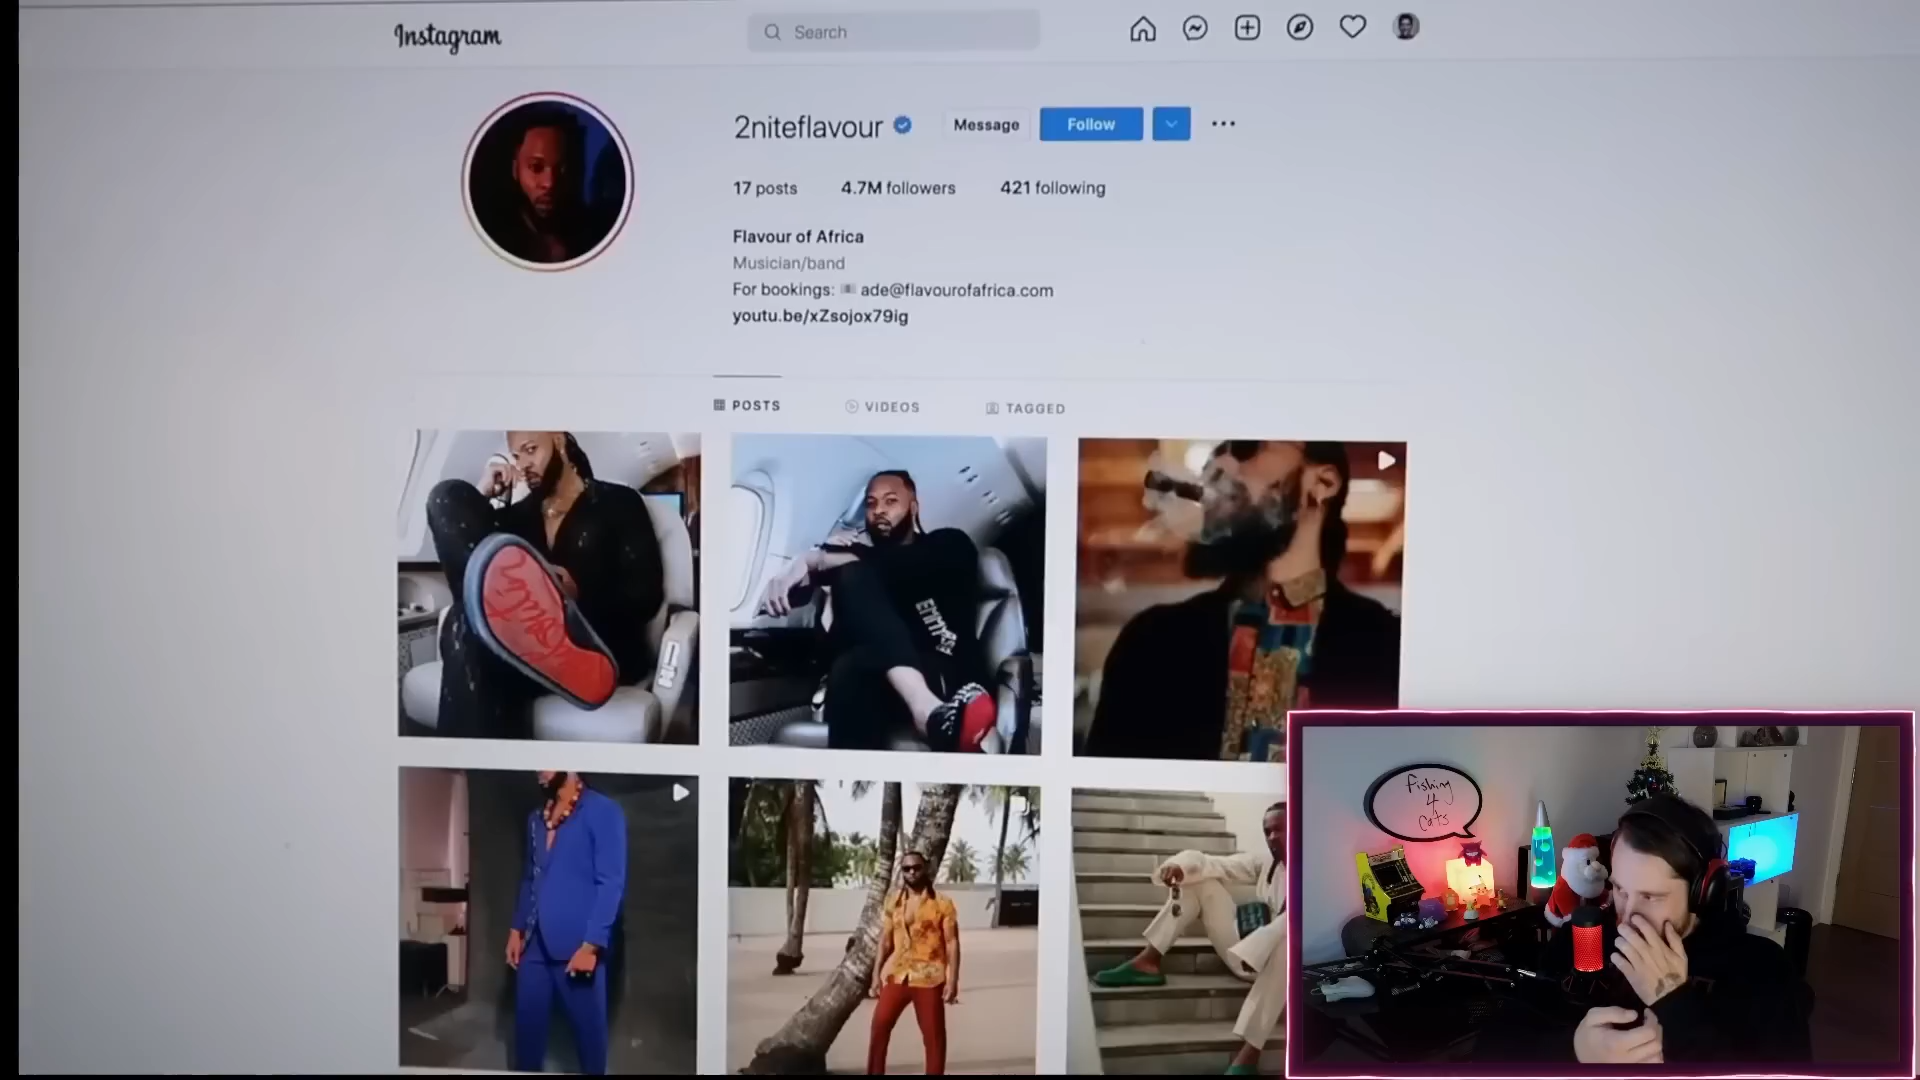 Instagram
Search
2niteflavour
Message
Follow
17 posts
4.7M followers
421 following
Flavour of Africa
Musician/band
For bookings: ade@flavourofafrica.com
youtu.be/xZsojox79ig
POSTS
VIDEOS
TAGGED
fishing
4
cats